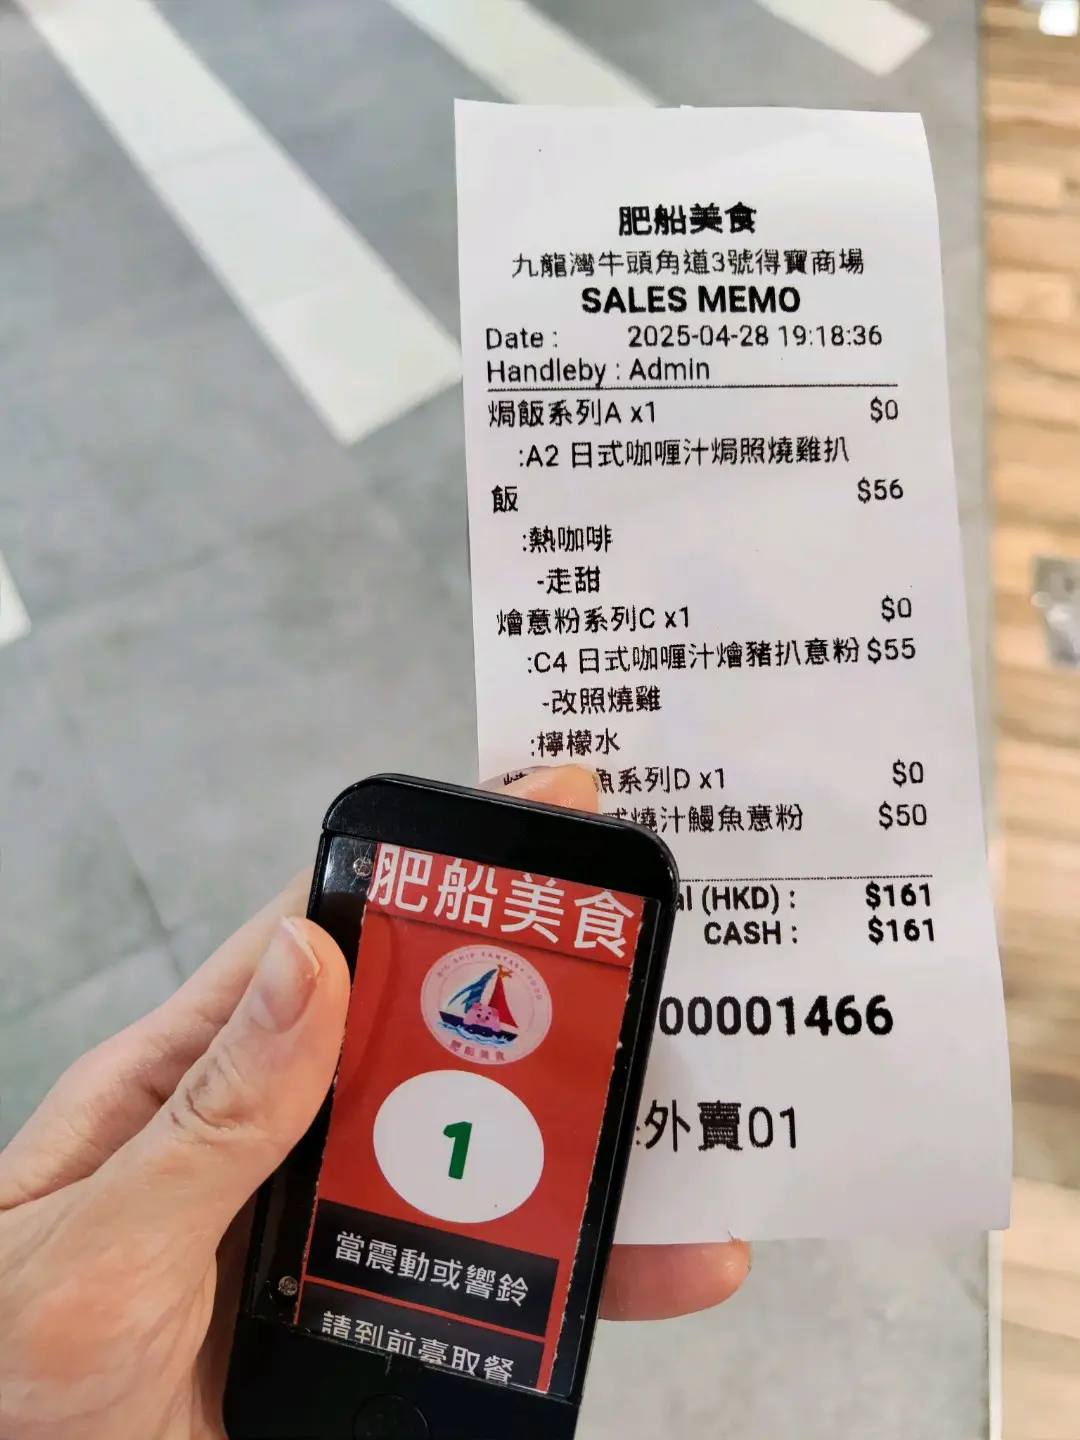 肥船美食
九龍灣牛頭角道3號得寶商場
SALES MEMO
Date : 2025-04-28 19:18:36
Handleby : Admin
焗飯系列A x1 $0
:A2 日式咖喱汁焗照燒雞扒
飯 $56
:熱咖啡
-走甜
燴意粉系列C x1 $0
:C4 日式咖喱汁燴豬扒意粉 $55
-改照燒雞
:檸檬水
魚系列D x1 $0
式燒汁鰻魚意粉 $50
al (HKD) : $161
CASH : $161
00001466
:外賣01
肥船美食
BIG SHIP FANTASY FOOD
肥船美食
1
當震動或響鈴
請到前臺取餐